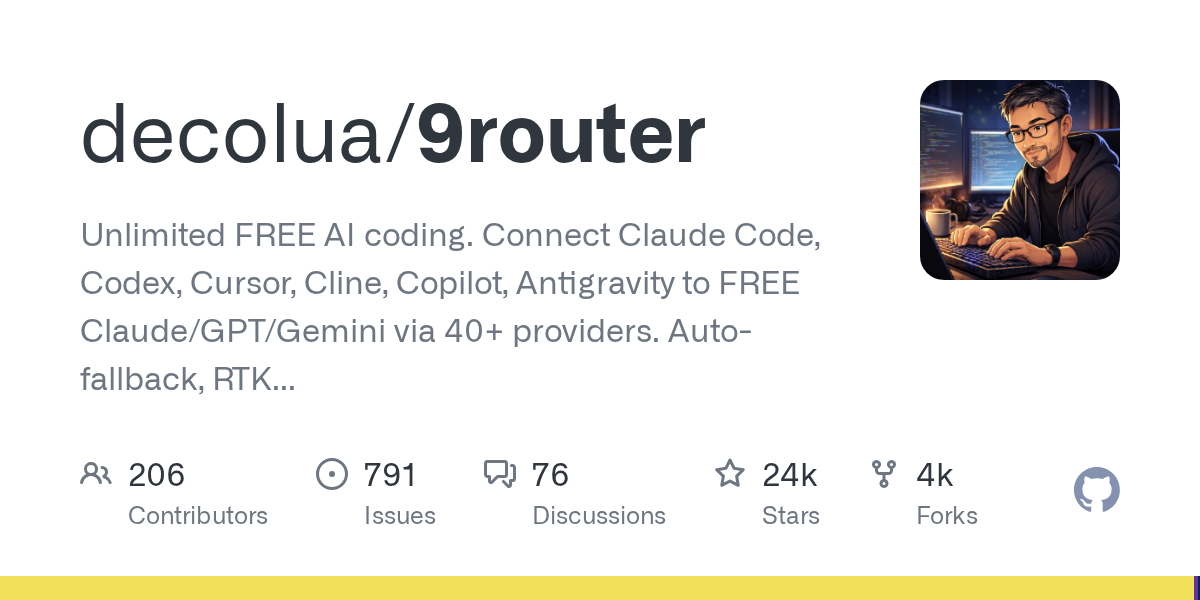 decolua/9router
Unlimited FREE AI coding. Connect Claude Code,
Codex, Cursor, Cline, Copilot, Antigravity to FREE
Claude/GPT/Gemini via 40+ providers. Auto-
fallback, RTK...
206
Contributors
791
Issues
76
Discussions
24k
Stars
4k
Forks